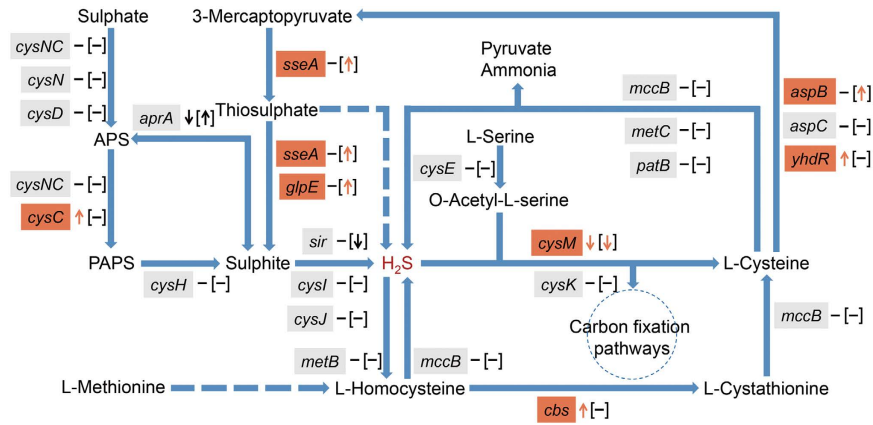 Sulphate
3-Mercaptopyruvate
cysNC –[–]
cysN –[–]
cysD –[–]
sseA –[↑]
Pyruvate
Ammonia
mccB –[–]
aspB –[↑]
aspC –[–]
yhdR ↑[–]
aprA ↓[↑]
Thiosulphate
APS
L-Serine
metC –[–]
patB –[–]
sseA –[↑]
glpE –[↑]
cysE –[–]
cysNC –[–]
cysC ↑[–]
O-Acetyl-L-serine
sir –[↓]
cysM ↓[↓]
PAPS
Sulphite
H₂S
L-Cysteine
cysH –[–]
cysI –[–]
cysJ –[–]
cysK –[–]
Carbon fixation
pathways
mccB –[–]
metB –[–]
mccB –[–]
L-Methionine
L-Homocysteine
L-Cystathionine
cbs ↑[–]